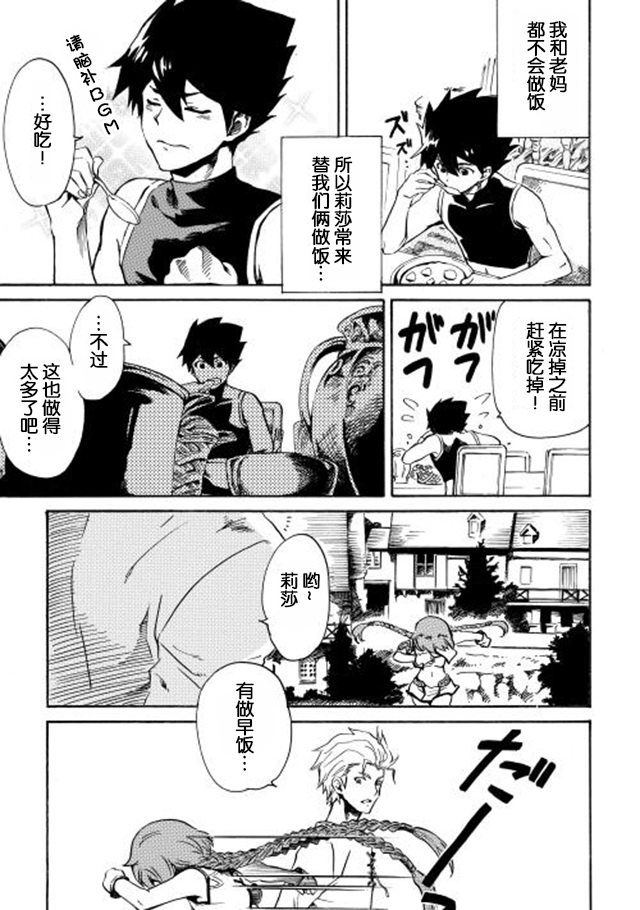 我和老妈
都不会做饭
ズズ
所以莉莎常来
替我们俩做饭…
请脑补BGM
…好吃！
在凉掉之前
赶紧吃掉！
ガフ
ガフ
…不过
这也做得
太多了吧…
哟~
莉莎
有做
早饭…
だーっ